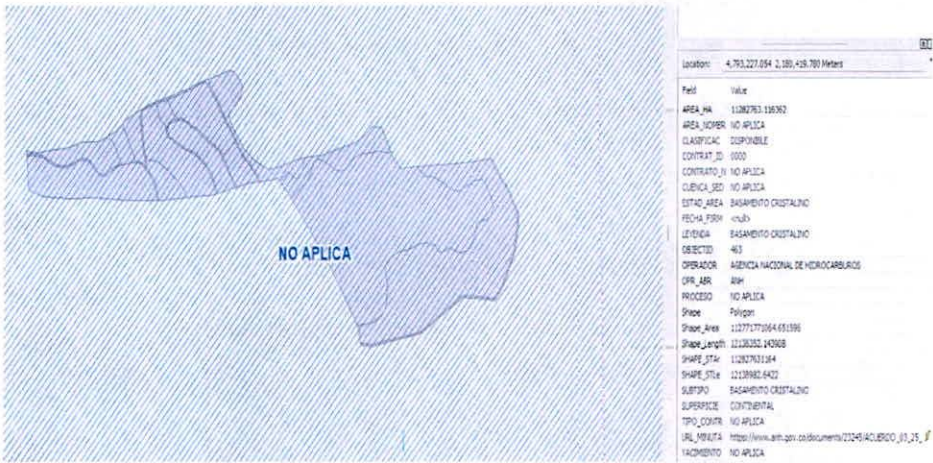 NO APLICA
Location: 4,793,227.054 2,180,419.780 Meters
Field Value
AREA_HA 11282763.116362
AREA_NOMBR NO APLICA
CLASIFICAC DISPONIBLE
CONTRAT_ID 0000
CONTRATO_N NO APLICA
CUENCA_SED NO APLICA
ESTAD_AREA BASAMENTO CRISTALINO
FECHA_FIRM <null>
LEYENDA BASAMENTO CRISTALINO
OBJECTID 463
OPERADOR AGENCIA NACIONAL DE HIDROCARBUROS
OPR_ABR ANH
PROCESO NO APLICA
Shape Polygon
Shape_Area 112771771064.651596
Shape_Length 12136352.143908
SHAPE_STAr 112827631164
SHAPE_STLe 12138982.6422
SUBTIPO BASAMENTO CRISTALINO
SUPERFICIE CONTINENTAL
TIPO_CONTR NO APLICA
URL_MINUTA https://www.anh.gov.co/documents/23245/ACUERDO_03_25_
YACIMIENTO NO APLICA